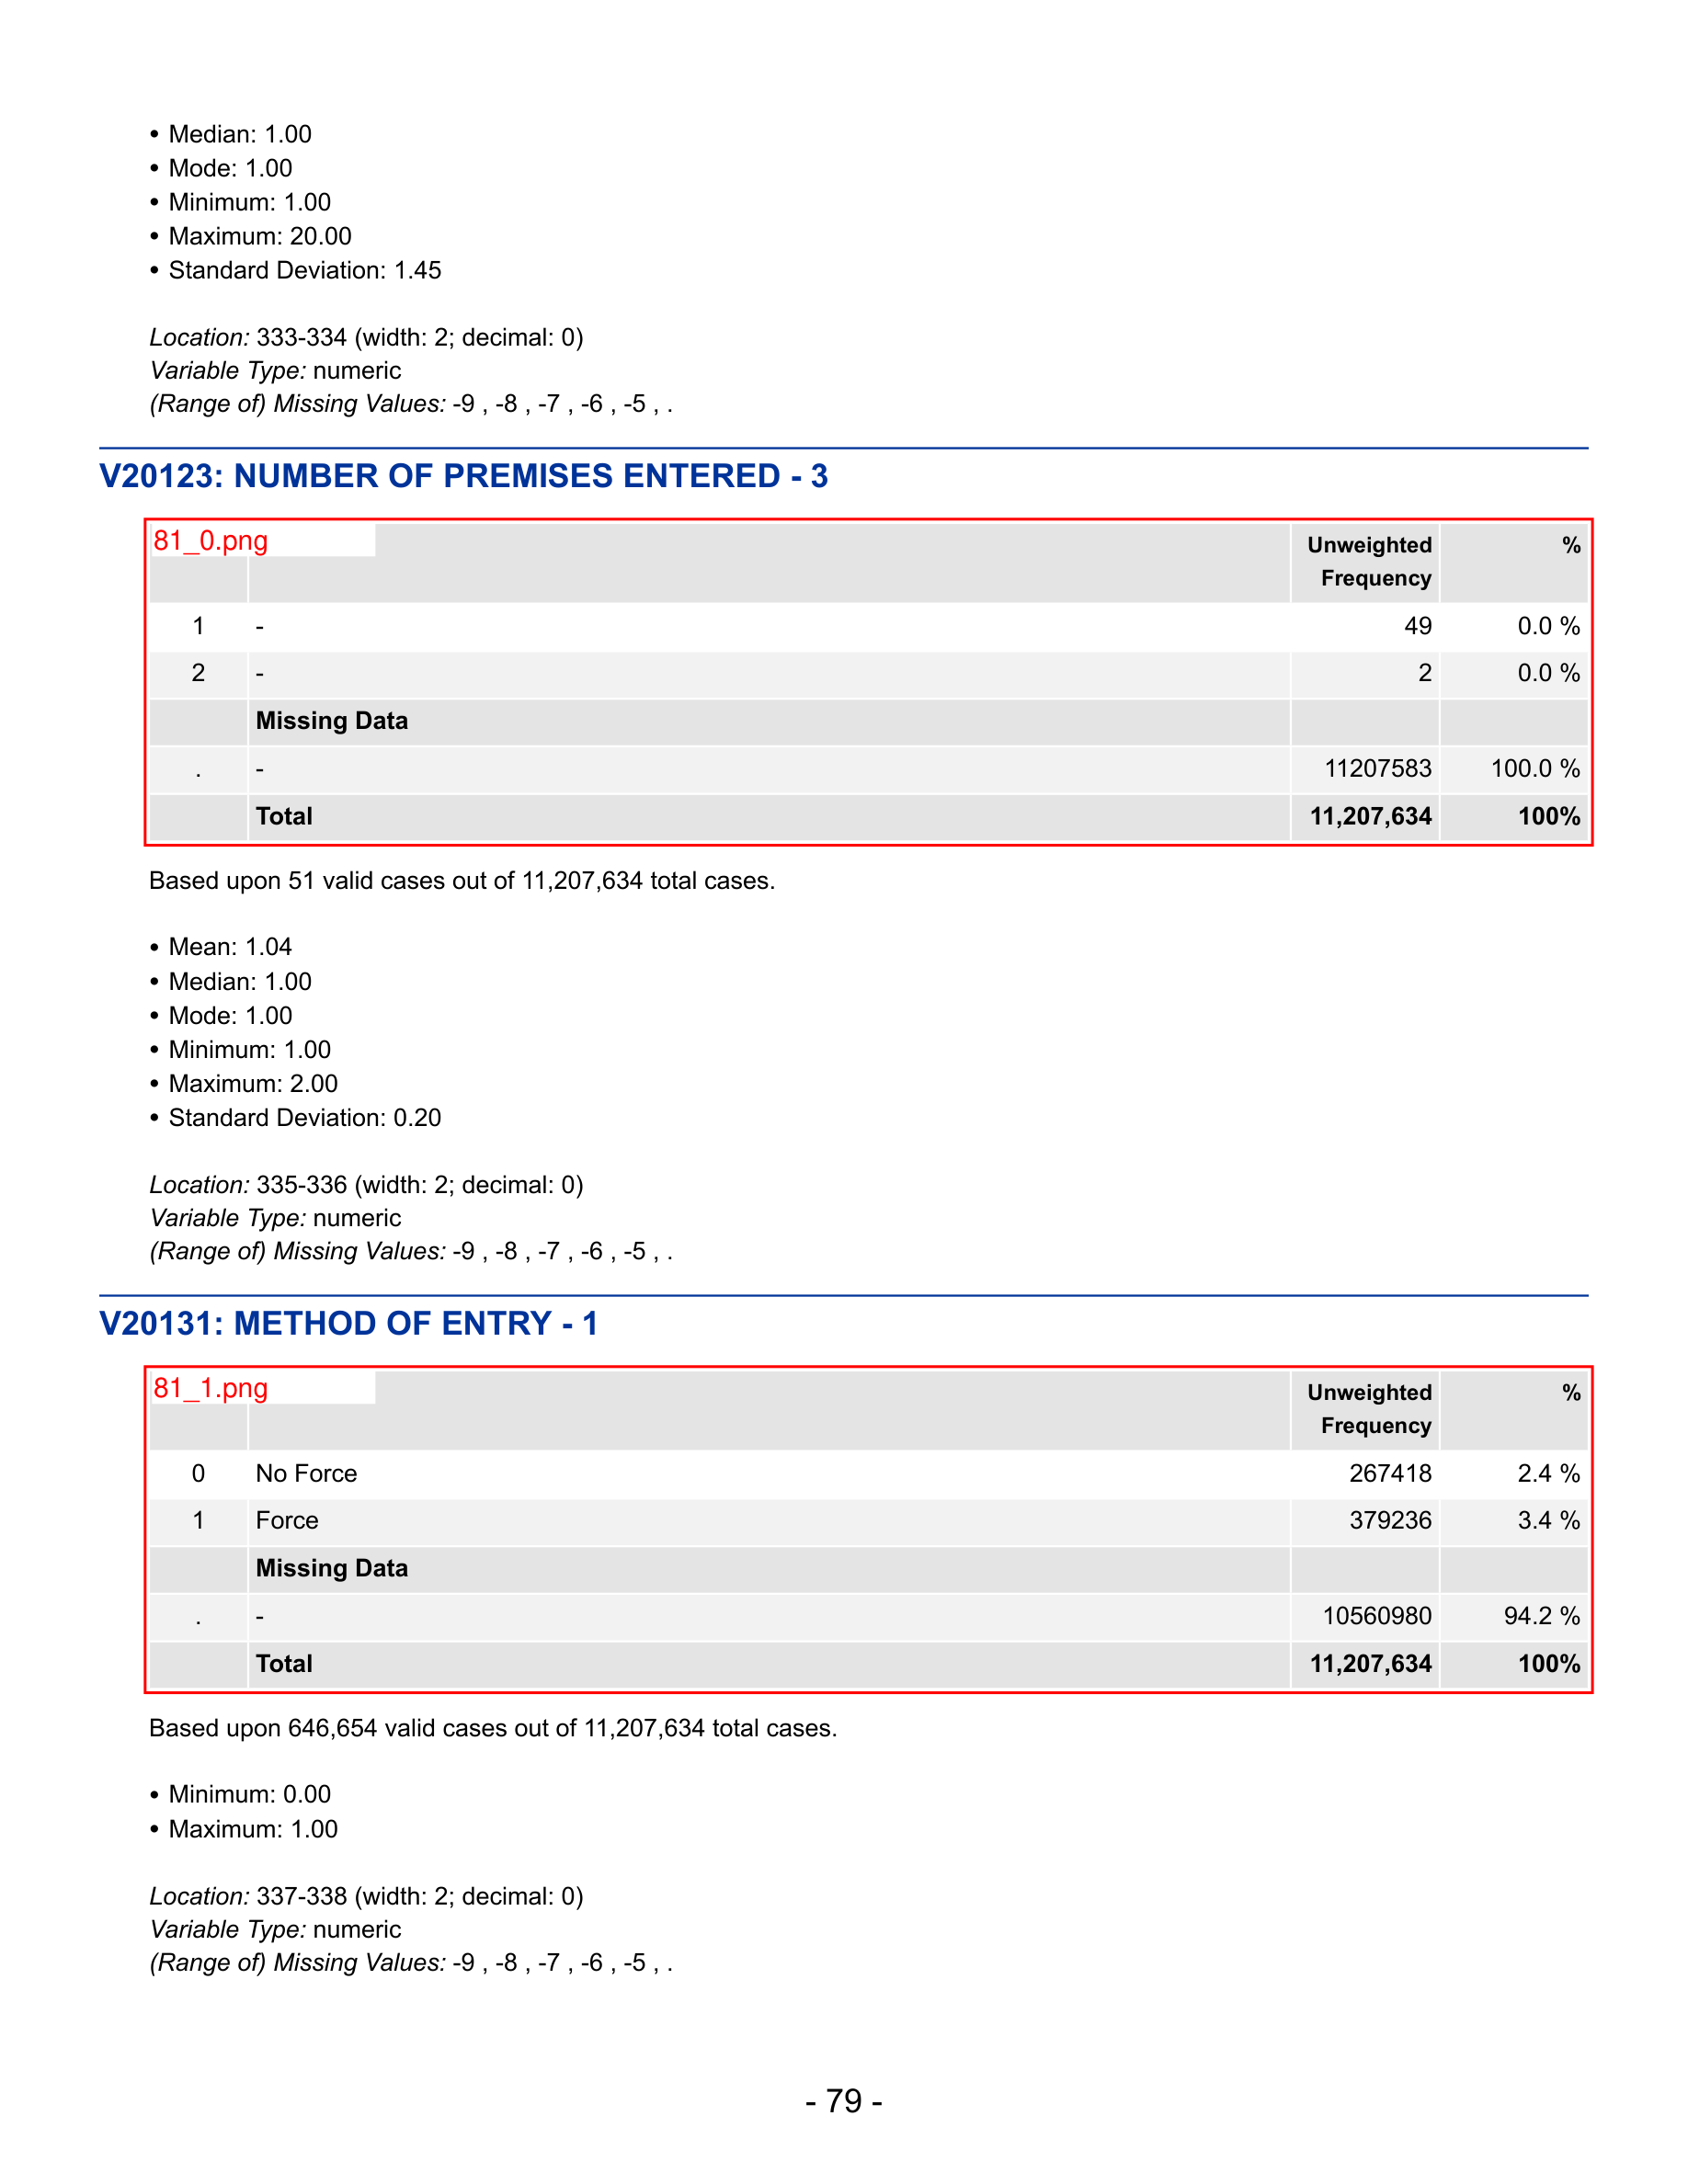 • Median: 1.00
• Mode: 1.00
• Minimum: 1.00
• Maximum: 20.00
• Standard Deviation: 1.45
Location: 333-334 (width: 2; decimal: 0)
Variable Type: numeric
(Range of) Missing Values: -9 , -8 , -7 , -6 , -5 , .
V20123: NUMBER OF PREMISES ENTERED - 3
81_0.png
Unweighted Frequency %
1 - 49 0.0 %
2 - 2 0.0 %
Missing Data
. - 11207583 100.0 %
Total 11,207,634 100%
Based upon 51 valid cases out of 11,207,634 total cases.
• Mean: 1.04
• Median: 1.00
• Mode: 1.00
• Minimum: 1.00
• Maximum: 2.00
• Standard Deviation: 0.20
Location: 335-336 (width: 2; decimal: 0)
Variable Type: numeric
(Range of) Missing Values: -9 , -8 , -7 , -6 , -5 , .
V20131: METHOD OF ENTRY - 1
81_1.png
Unweighted Frequency %
0 No Force 267418 2.4 %
1 Force 379236 3.4 %
Missing Data
. - 10560980 94.2 %
Total 11,207,634 100%
Based upon 646,654 valid cases out of 11,207,634 total cases.
• Minimum: 0.00
• Maximum: 1.00
Location: 337-338 (width: 2; decimal: 0)
Variable Type: numeric
(Range of) Missing Values: -9 , -8 , -7 , -6 , -5 , .
- 79 -